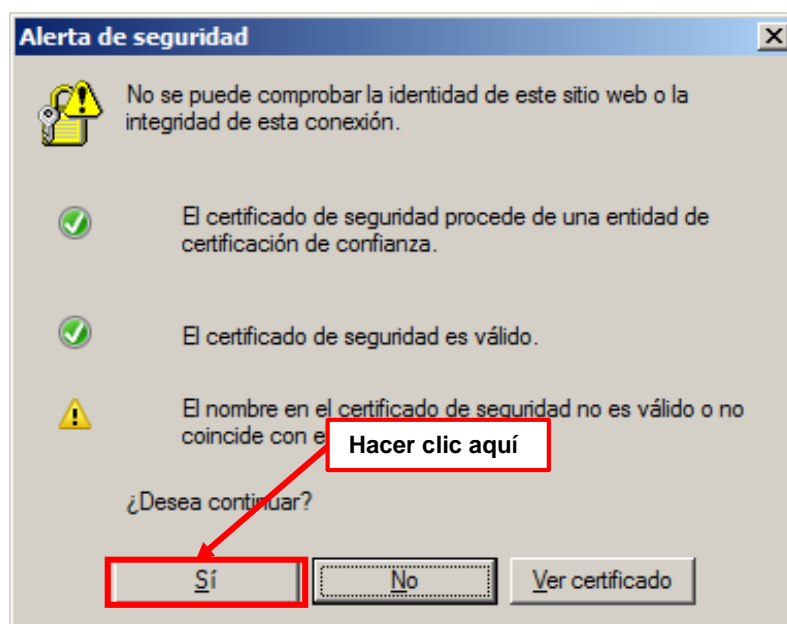 Alerta de seguridad
No se puede comprobar la identidad de este sitio web o la
integridad de esta conexión.
El certificado de seguridad procede de una entidad de
certificación de confianza.
El certificado de seguridad es válido.
El nombre en el certificado de seguridad no es válido o no
coincide con
Hacer clic aquí
¿Desea continuar?
Sí
No
Ver certificado